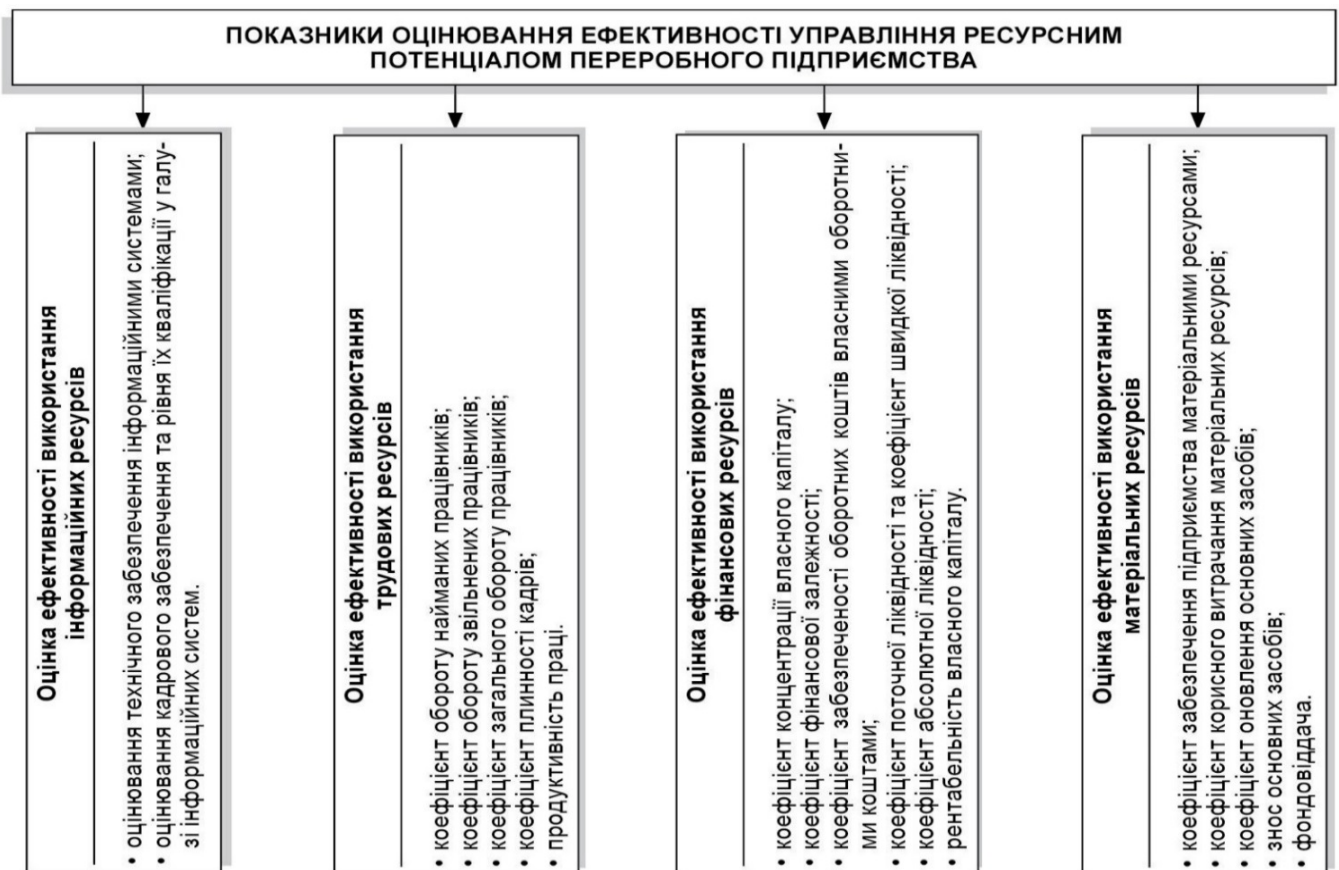 ПОКАЗНИКИ ОЦІНЮВАННЯ ЕФЕКТИВНОСТІ УПРАВЛІННЯ РЕСУРСНИМ
ПОТЕНЦІАЛОМ ПЕРЕРОБНОГО ПІДПРИЄМСТВА
Оцінка ефективності використання
інформаційних ресурсів
• оцінювання технічного забезпечення інформаційними системами;
• оцінювання кадрового забезпечення та рівня їх кваліфікації у галу-
зі інформаційних систем.
Оцінка ефективності використання
трудових ресурсів
• коефіцієнт обороту найманих працівників;
• коефіцієнт обороту звільнених працівників;
• коефіцієнт загального обороту працівників;
• коефіцієнт плинності кадрів;
• продуктивність праці.
Оцінка ефективності використання
фінансових ресурсів
• коефіцієнт концентрації власного капіталу;
• коефіцієнт фінансової залежності;
• коефіцієнт забезпеченості оборотних коштів власними оборотни-
ми коштами;
• коефіцієнт поточної ліквідності та коефіцієнт швидкої ліквідності;
• коефіцієнт абсолютної ліквідності;
• рентабельність власного капіталу.
Оцінка ефективності використання
матеріальних ресурсів
• коефіцієнт забезпечення підприємства матеріальними ресурсами;
• коефіцієнт корисного витрачання матеріальних ресурсів;
• коефіцієнт оновлення основних засобів;
• знос основних засобів;
• фондовіддача.